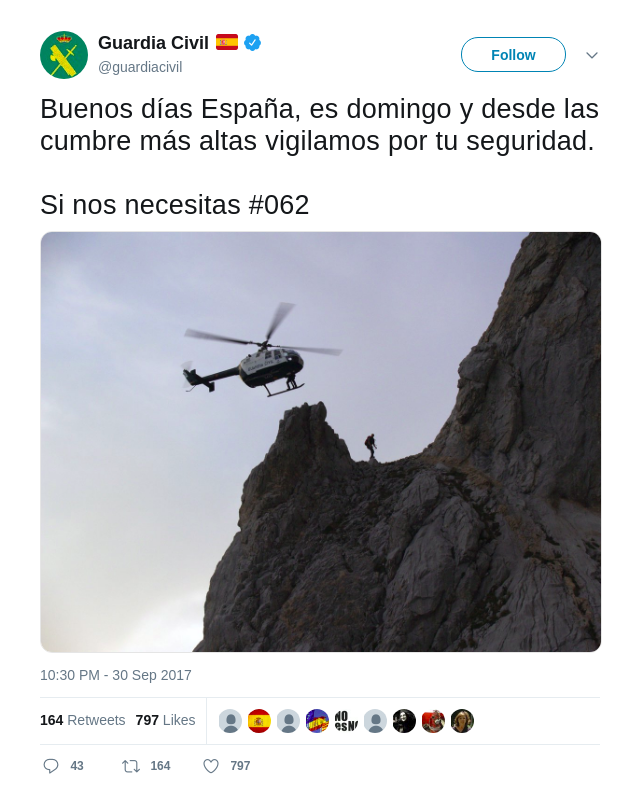 Guardia Civil
@guardiacivil
Follow
Buenos días España, es domingo y desde las
cumbre más altas vigilamos por tu seguridad.
Si nos necesitas #062
10:30 PM - 30 Sep 2017
164 Retweets 797 Likes
43 164 797